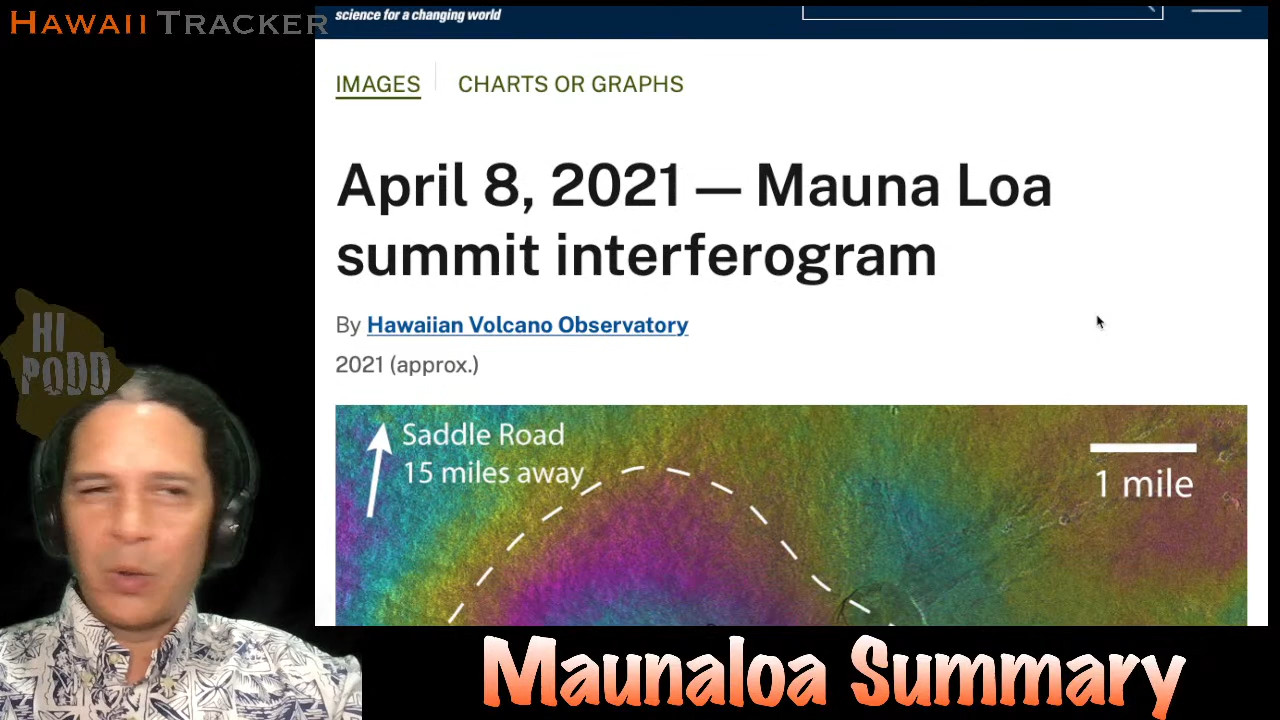 HAWAII TRACKER
science for a changing world
IMAGES
CHARTS OR GRAPHS
April 8, 2021 — Mauna Loa
summit interferogram
By Hawaiian Volcano Observatory
2021 (approx.)
Saddle Road
15 miles away
1 mile
HI
PODD
Maunaloa Summary